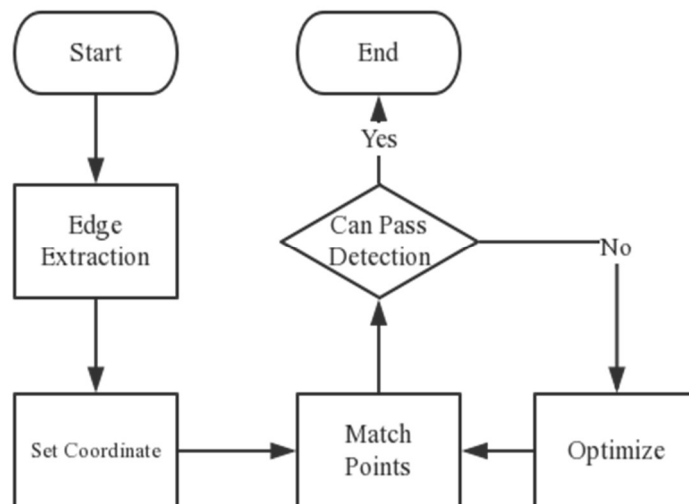 Start
End
Yes
Edge
Extraction
Can Pass
Detection
No
Set Coordinate
Match
Points
Optimize